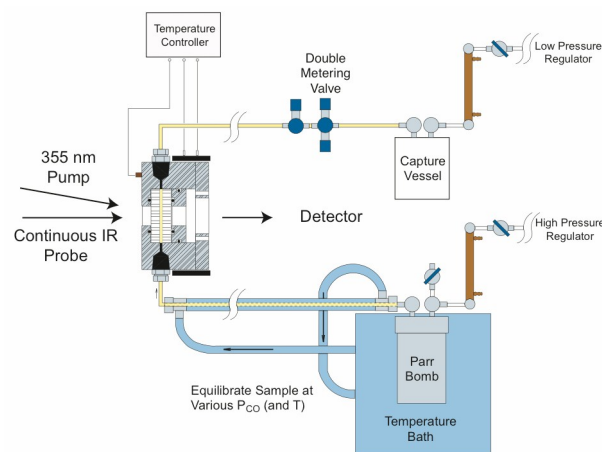 Temperature
Controller
Double
Metering
Valve
Low Pressure
Regulator
355 nm
Pump
Capture
Vessel
Continuous IR
Probe
Detector
High Pressure
Regulator
Equilibrate Sample at
Various PCO (and T)
Parr
Bomb
Temperature
Bath